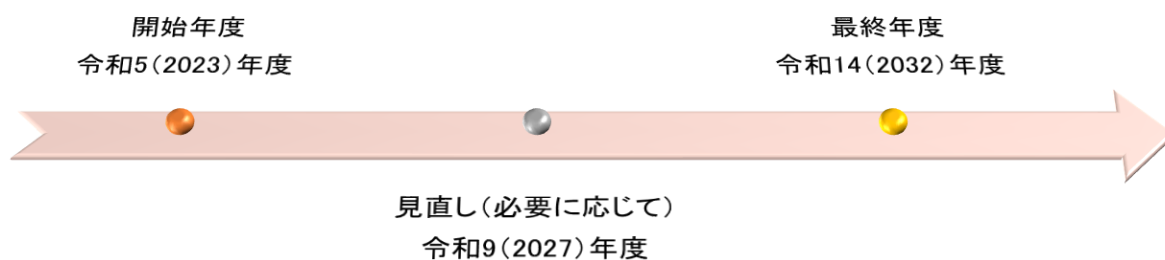 開始年度
令和5(2023)年度
最終年度
令和14(2032)年度
見直し(必要に応じて)
令和9(2027)年度